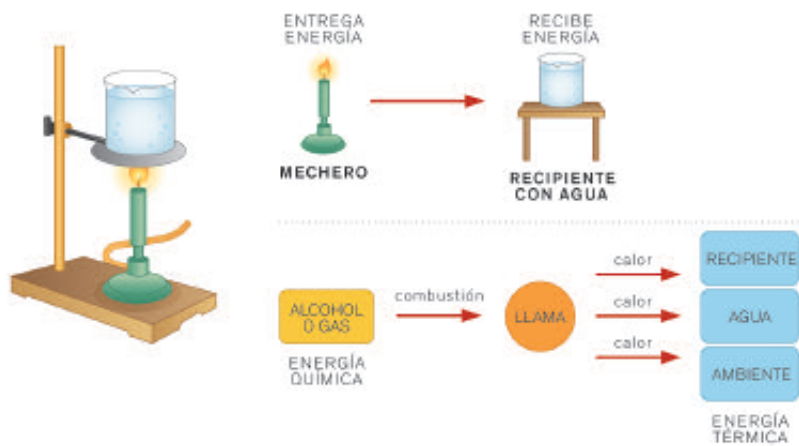 ENTREGA
ENERGÍA
RECIBE
ENERGÍA
MECHERO
RECIPIENTE
CON AGUA
ALCOHOL
O GAS
ENERGÍA
QUÍMICA
combustión
LLAMA
calor
calor
calor
RECIPIENTE
AGUA
AMBIENTE
ENERGÍA
TÉRMICA